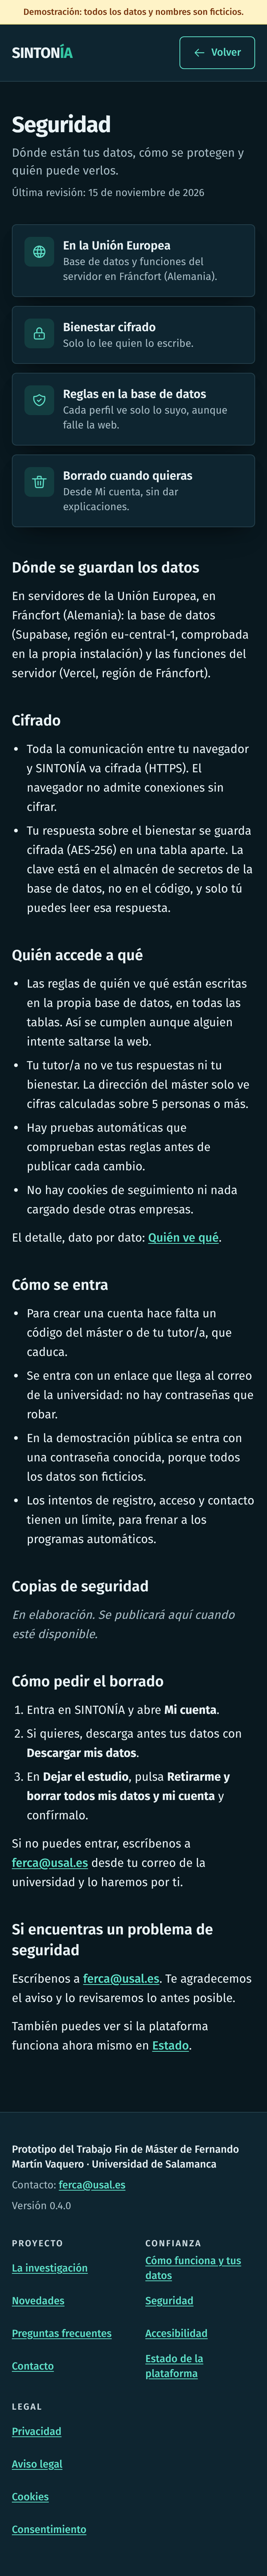 Demostración: todos los datos y nombres son ficticios.
SINTONÍA
Volver
Seguridad
Dónde están tus datos, cómo se protegen y
quién puede verlos.
Última revisión: 15 de noviembre de 2026
En la Unión Europea
Base de datos y funciones del
servidor en Fráncfort (Alemania).
Bienestar cifrado
Solo lo lee quien lo escribe.
Reglas en la base de datos
Cada perfil ve solo lo suyo, aunque
falle la web.
Borrado cuando quieras
Desde Mi cuenta, sin dar
explicaciones.
Dónde se guardan los datos
En servidores de la Unión Europea, en
Fráncfort (Alemania): la base de datos
(Supabase, región eu-central-1, comprobada
en la propia instalación) y las funciones del
servidor (Vercel, región de Fráncfort).
Cifrado
• Toda la comunicación entre tu navegador
y SINTONÍA va cifrada (HTTPS). El
navegador no admite conexiones sin
cifrar.
• Tu respuesta sobre el bienestar se guarda
cifrada (AES-256) en una tabla aparte. La
clave está en el almacén de secretos de la
base de datos, no en el código, y solo tú
puedes leer esa respuesta.
Quién accede a qué
• Las reglas de quién ve qué están escritas
en la propia base de datos, en todas las
tablas. Así se cumplen aunque alguien
intente saltarse la web.
• Tu tutor/a no ve tus respuestas ni tu
bienestar. La dirección del máster solo ve
cifras calculadas sobre 5 personas o más.
• Hay pruebas automáticas que
comprueban estas reglas antes de
publicar cada cambio.
• No hay cookies de seguimiento ni nada
cargado desde otras empresas.
El detalle, dato por dato: Quién ve qué.
Cómo se entra
• Para crear una cuenta hace falta un
código del máster o de tu tutor/a, que
caduca.
• Se entra con un enlace que llega al correo
de la universidad: no hay contraseñas que
robar.
• En la demostración pública se entra con
una contraseña conocida, porque todos
los datos son ficticios.
• Los intentos de registro, acceso y contacto
tienen un límite, para frenar a los
programas automáticos.
Copias de seguridad
En elaboración. Se publicará aquí cuando
esté disponible.
Cómo pedir el borrado
1. Entra en SINTONÍA y abre Mi cuenta.
2. Si quieres, descarga antes tus datos con
Descargar mis datos.
3. En Dejar el estudio, pulsa Retirarme y
borrar todos mis datos y mi cuenta y
confírmalo.
Si no puedes entrar, escríbenos a
ferca@usal.es desde tu correo de la
universidad y lo haremos por ti.
Si encuentras un problema de
seguridad
Escríbenos a ferca@usal.es. Te agradecemos
el aviso y lo revisaremos lo antes posible.
También puedes ver si la plataforma
funciona ahora mismo en Estado.
Prototipo del Trabajo Fin de Máster de Fernando
Martín Vaquero · Universidad de Salamanca
Contacto: ferca@usal.es
Versión 0.4.0
PROYECTO
La investigación
Novedades
Preguntas frecuentes
Contacto
CONFIANZA
Cómo funciona y tus
datos
Seguridad
Accesibilidad
Estado de la
plataforma
LEGAL
Privacidad
Aviso legal
Cookies
Consentimiento